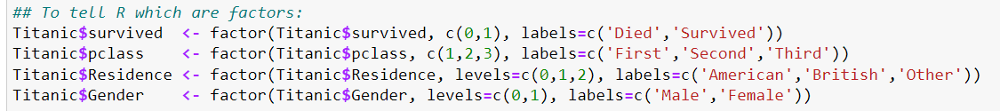 ## To tell R which are factors:
Titanic$survived  <- factor(Titanic$survived, c(0,1), labels=c('Died','Survived'))
Titanic$pclass    <- factor(Titanic$pclass, c(1,2,3), labels=c('First','Second','Third'))
Titanic$Residence <- factor(Titanic$Residence, levels=c(0,1,2), labels=c('American','British','Other'))
Titanic$Gender    <- factor(Titanic$Gender, levels=c(0,1), labels=c('Male','Female'))